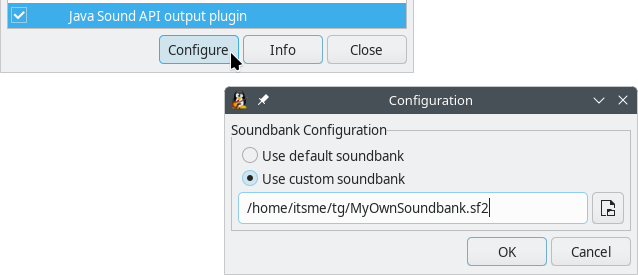 Java Sound API output plugin
Configure Info Close
Configuration
Soundbank Configuration
Use default soundbank
Use custom soundbank
/home/itsme/tg/MyOwnSoundbank.sf2
OK Cancel